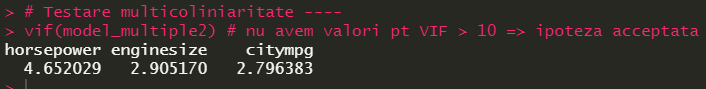 > # Testare multicoliniaritate ----
> vif(model_multiple2) # nu avem valori pt VIF > 10 => ipoteza acceptata
horsepower enginesize    citympg
  4.652029   2.905170   2.796383
>